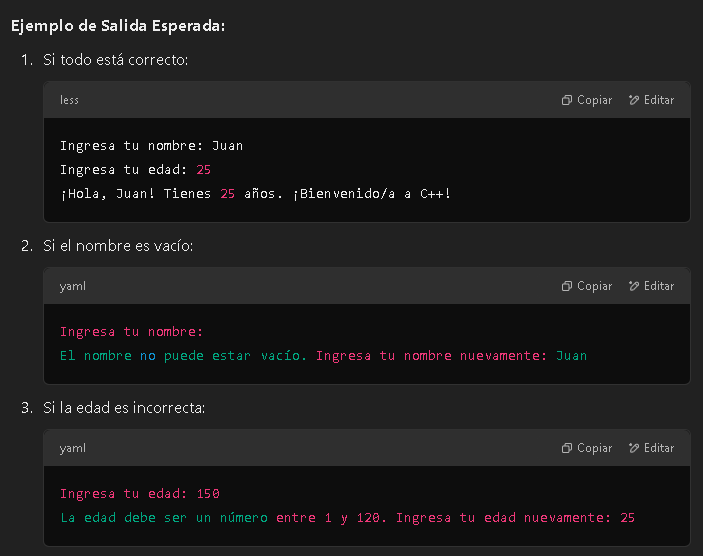 Ejemplo de Salida Esperada:
1. Si todo está correcto:
less Copiar Editar
Ingresa tu nombre: Juan
Ingresa tu edad: 25
¡Hola, Juan! Tienes 25 años. ¡Bienvenido/a a C++!
2. Si el nombre es vacío:
yaml Copiar Editar
Ingresa tu nombre:
El nombre no puede estar vacío. Ingresa tu nombre nuevamente: Juan
3. Si la edad es incorrecta:
yaml Copiar Editar
Ingresa tu edad: 150
La edad debe ser un número entre 1 y 120. Ingresa tu edad nuevamente: 25